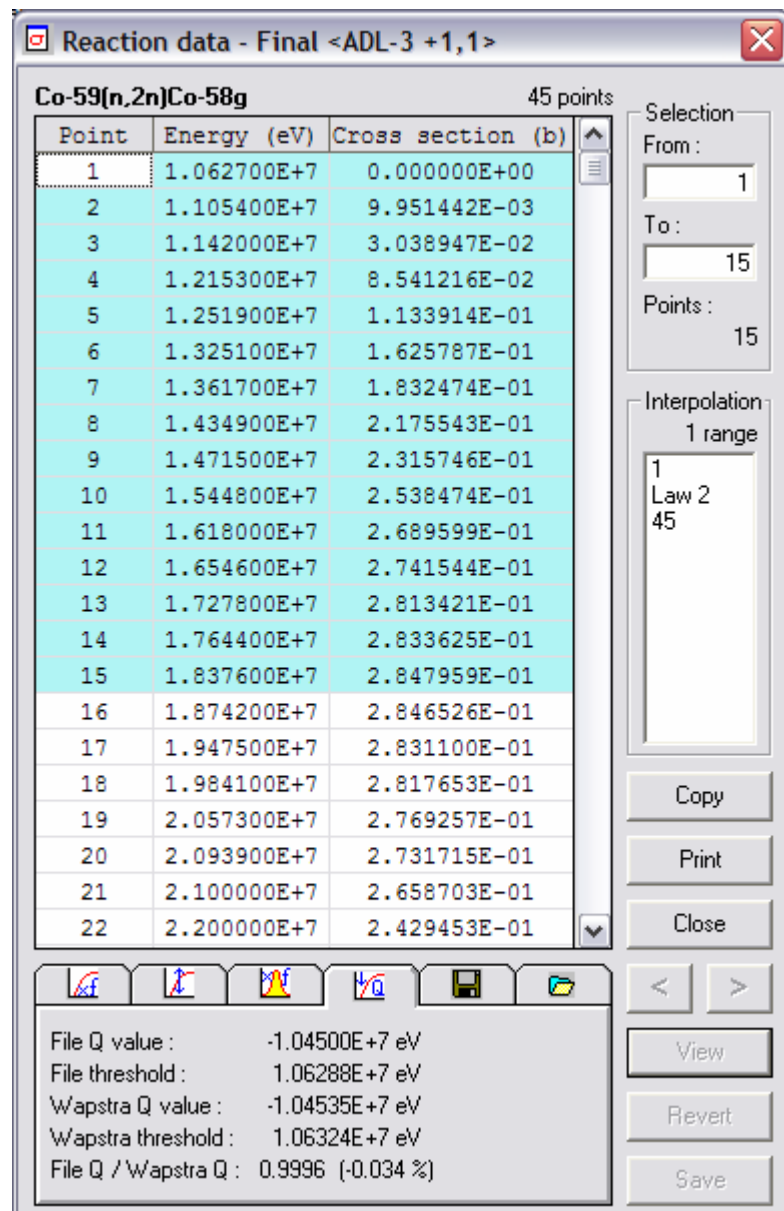 Reaction data - Final <ADL-3 +1,1>
Co-59(n,2n)Co-58g 45 points
Point Energy (eV) Cross section (b)
1 1.062700E+7 0.000000E+00
2 1.105400E+7 9.951442E-03
3 1.142000E+7 3.038947E-02
4 1.215300E+7 8.541216E-02
5 1.251900E+7 1.133914E-01
6 1.325100E+7 1.625787E-01
7 1.361700E+7 1.832474E-01
8 1.434900E+7 2.175543E-01
9 1.471500E+7 2.315746E-01
10 1.544800E+7 2.538474E-01
11 1.618000E+7 2.689599E-01
12 1.654600E+7 2.741544E-01
13 1.727800E+7 2.813421E-01
14 1.764400E+7 2.833625E-01
15 1.837600E+7 2.847959E-01
16 1.874200E+7 2.846526E-01
17 1.947500E+7 2.831100E-01
18 1.984100E+7 2.817653E-01
19 2.057300E+7 2.769257E-01
20 2.093900E+7 2.731715E-01
21 2.100000E+7 2.658703E-01
22 2.200000E+7 2.429453E-01
Selection
From :
1
To :
15
Points :
15
Interpolation
1 range
1
Law 2
45
Copy
Print
Close
< >
View
Revert
Save
σ
xf
xf
Q
File Q value : -1.04500E+7 eV
File threshold : 1.06288E+7 eV
Wapstra Q value : -1.04535E+7 eV
Wapstra threshold : 1.06324E+7 eV
File Q / Wapstra Q : 0.9996 (-0.034 %)